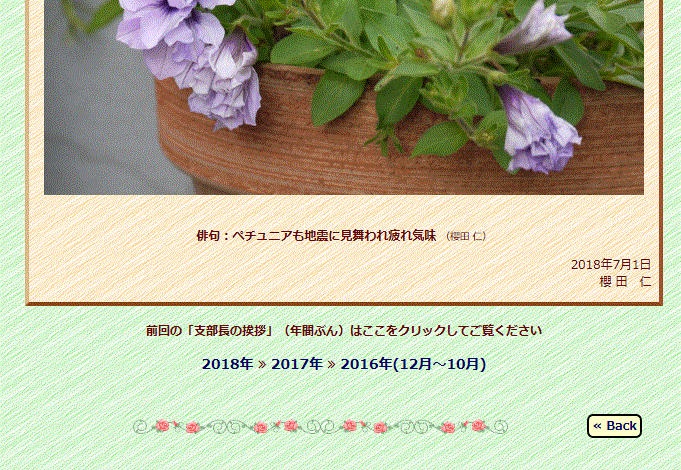 俳句：ペチュニアも地震に見舞われ疲れ気味 （櫻田 仁）
2018年7月1日
櫻 田　仁
前回の「支部長の挨拶」（年間ぶん）はここをクリックしてご覧ください
2018年 » 2017年 » 2016年(12月～10月)
« Back